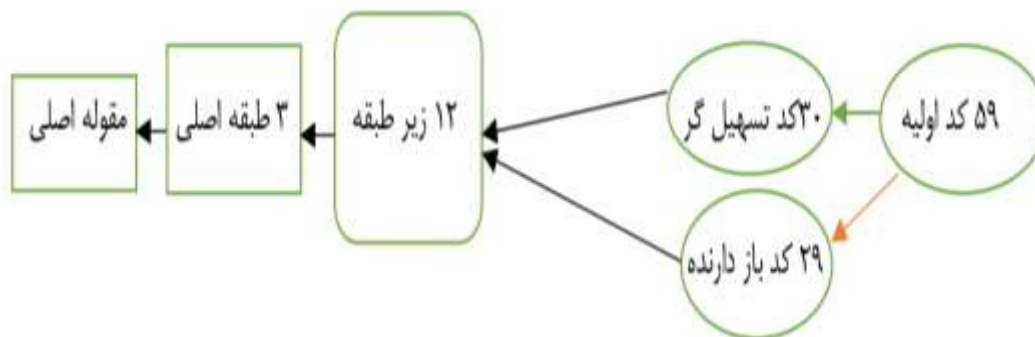 ۵۹ کد اولیه
۳۰کد تسهیل گر
۲۹ کد باز دارنده
۱۲ زیر طبقه
۳ طبقه اصلی
مقوله اصلی